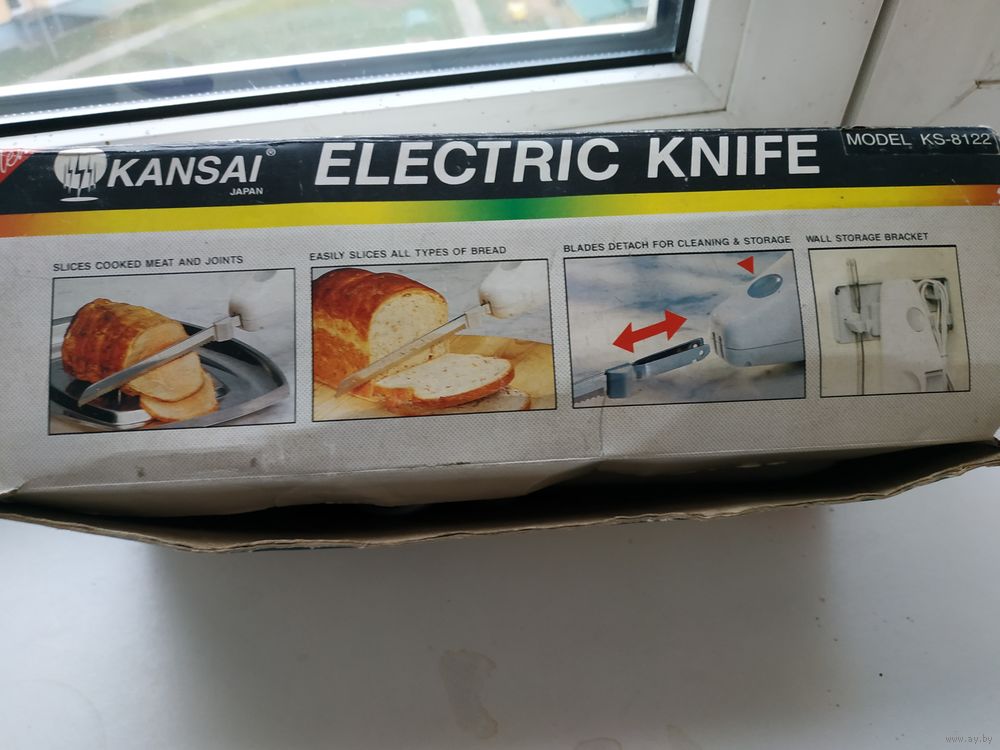 KANSAI®
JAPAN
ELECTRIC KNIFE
MODEL KS-8122
SLICES COOKED MEAT AND JOINTS
EASILY SLICES ALL TYPES OF BREAD
BLADES DETACH FOR CLEANING & STORAGE
WALL STORAGE BRACKET
www.ay.by